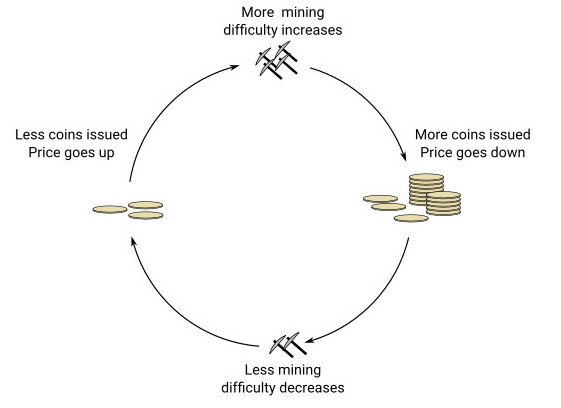 More mining
difficulty increases
Less coins issued
Price goes up
More coins issued
Price goes down
Less mining
difficulty decreases